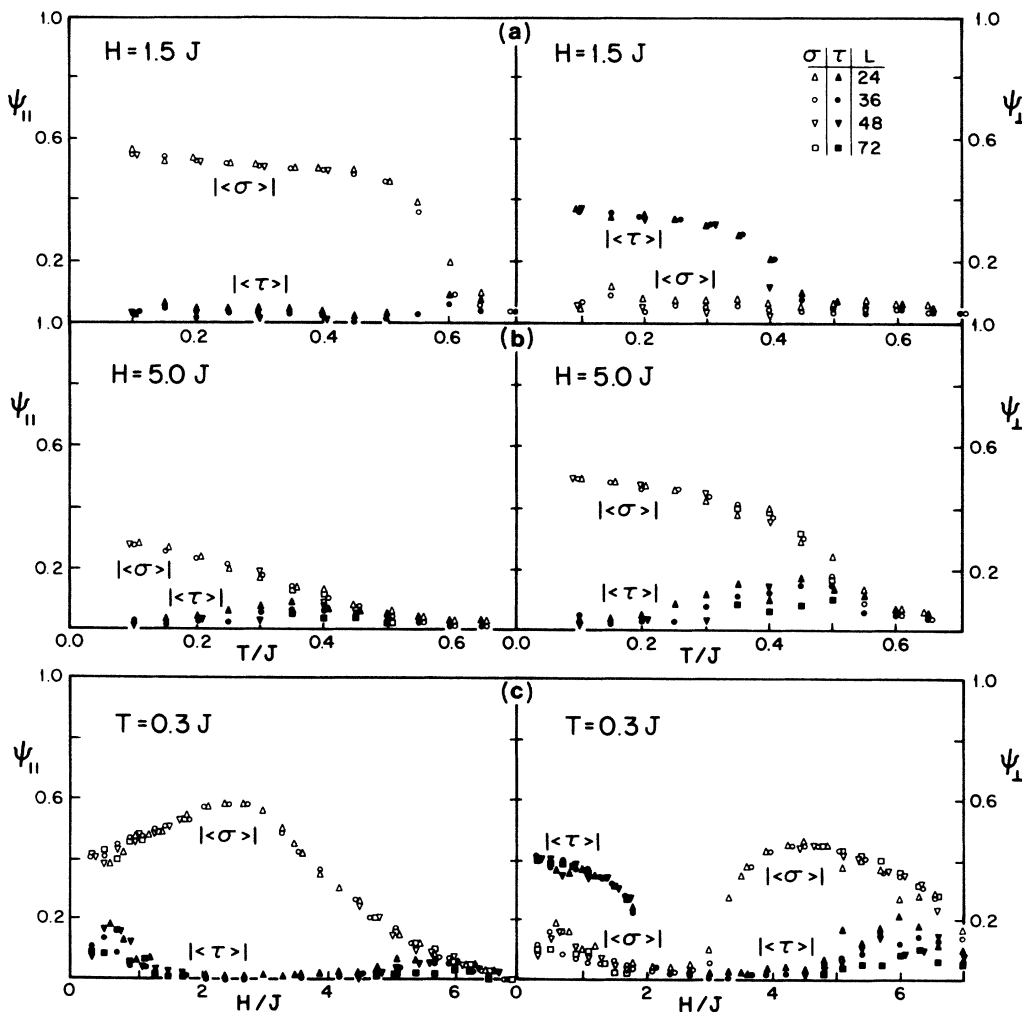 1.0 (a) 1.0
H = 1.5 J H = 1.5 J
σ τ L
24
36
48
72
ψ|| ψ⊥
0.6 0.6
|<σ>|
|<τ>|
|<σ>|
0.2 0.2
|<τ>|
1.0 0.2 0.4 0.6 0.2 0.4 0.6 1.0
(b)
H = 5.0 J H = 5.0 J
ψ|| ψ⊥
0.6 0.6
|<σ>|
0.2 0.2
|<σ>|
|<τ>| |<τ>|
0.0 0.2 0.4 0.6 0.0 0.2 0.4 0.6
T/J T/J
1.0 (c) 1.0
T = 0.3 J T = 0.3 J
ψ|| ψ⊥
0.6 0.6
|<σ>| |<τ>|
|<σ>|
0.2 0.2
|<τ>| |<σ>| |<τ>|
0 2 4 6 0 2 4 6
H/J H/J